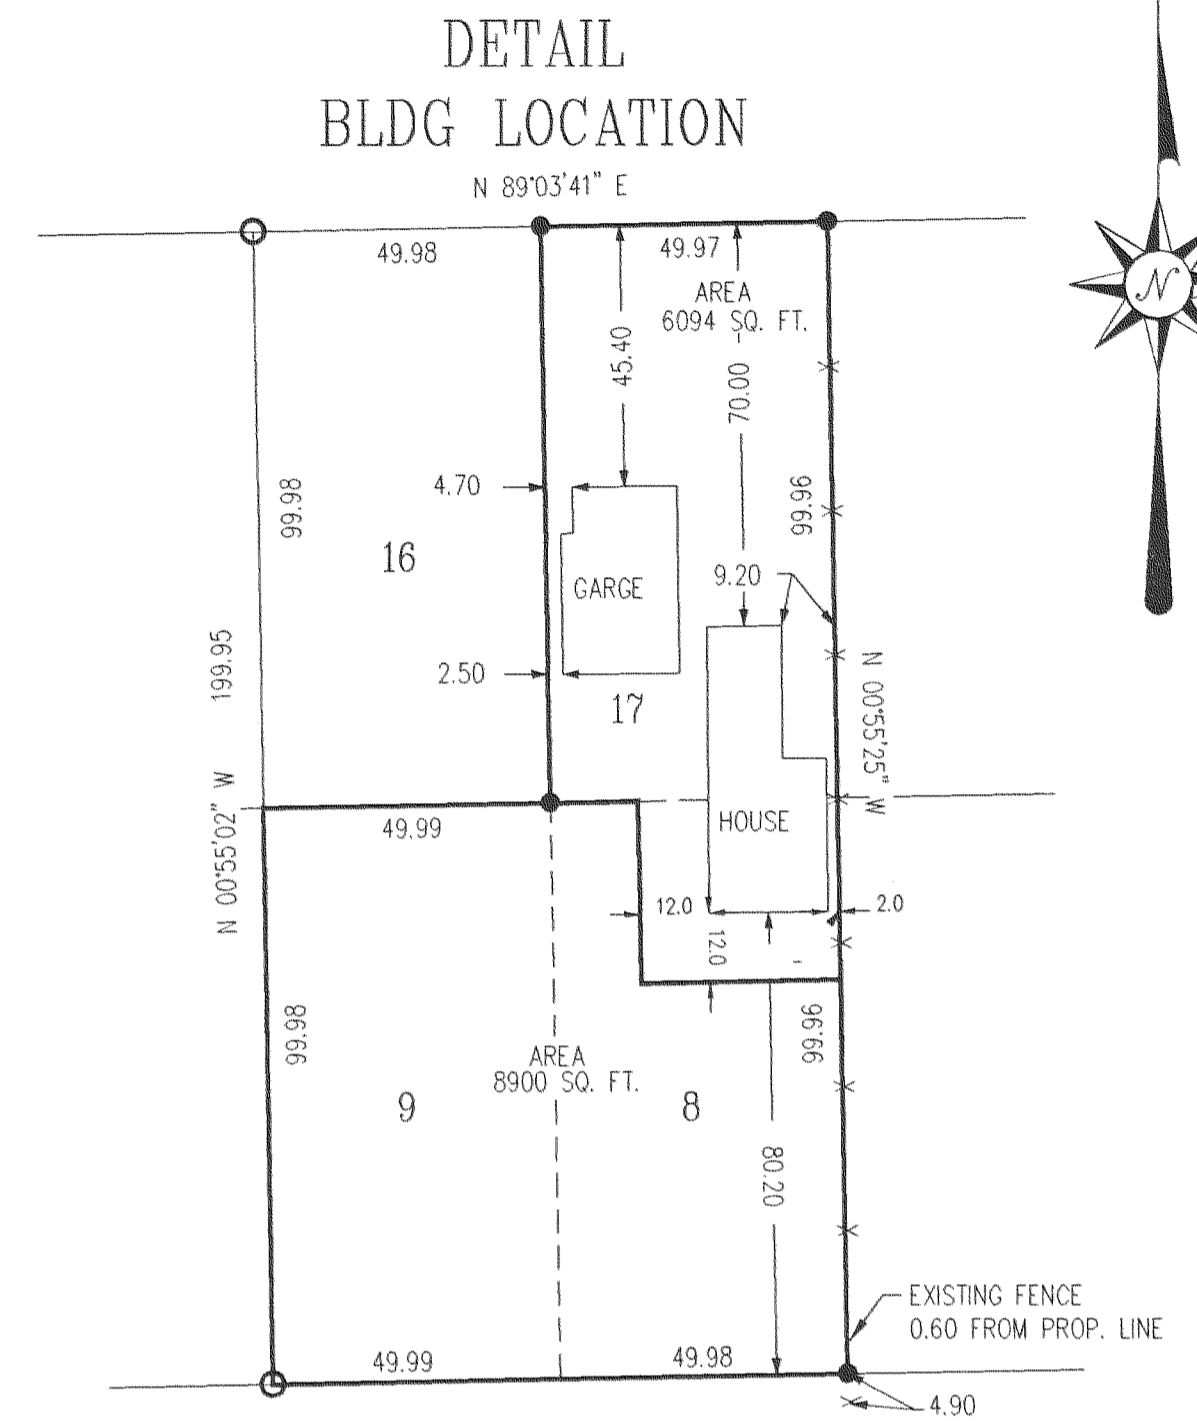 DETAIL
BLDG LOCATION
N 89°03'41" E
49.98
49.97
AREA
6094 SQ. FT.
45.40
70.00
4.70
99.98
99.96
16
GARGE
9.20
199.95
2.50
17
N 00°55'25" W
N 00°55'02" W
49.99
HOUSE
12.0
2.0
12.0
99.98
99.96
AREA
8900 SQ. FT.
9
8
80.20
EXISTING FENCE
0.60 FROM PROP. LINE
49.99
49.98
4.90
N